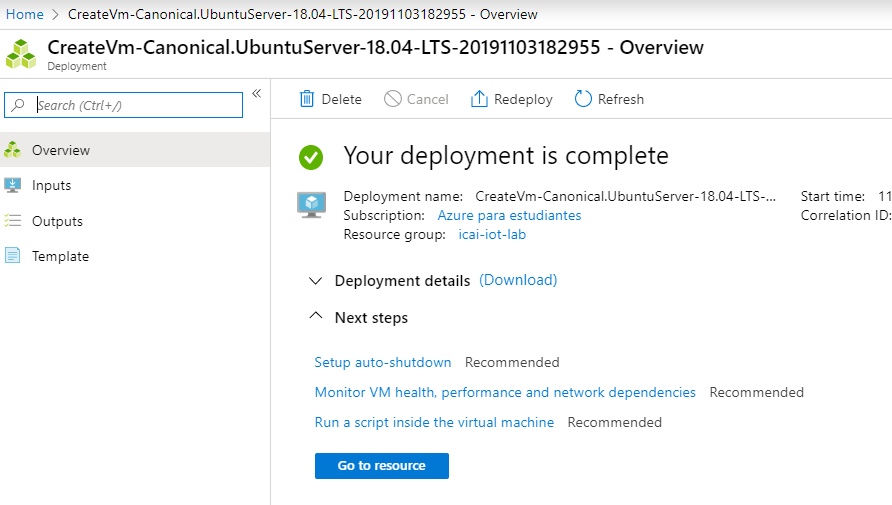 Home > CreateVm-Canonical.UbuntuServer-18.04-LTS-20191103182955 - Overview
CreateVm-Canonical.UbuntuServer-18.04-LTS-20191103182955 - Overview
Deployment
Search (Ctrl+/)
«
Overview
Inputs
Outputs
Template
Delete Cancel Redeploy Refresh
Your deployment is complete
Deployment name: CreateVm-Canonical.UbuntuServer-18.04-LTS-... Start time: 11
Subscription: Azure para estudiantes Correlation ID:
Resource group: icai-iot-lab
Deployment details (Download)
Next steps
Setup auto-shutdown Recommended
Monitor VM health, performance and network dependencies Recommended
Run a script inside the virtual machine Recommended
Go to resource